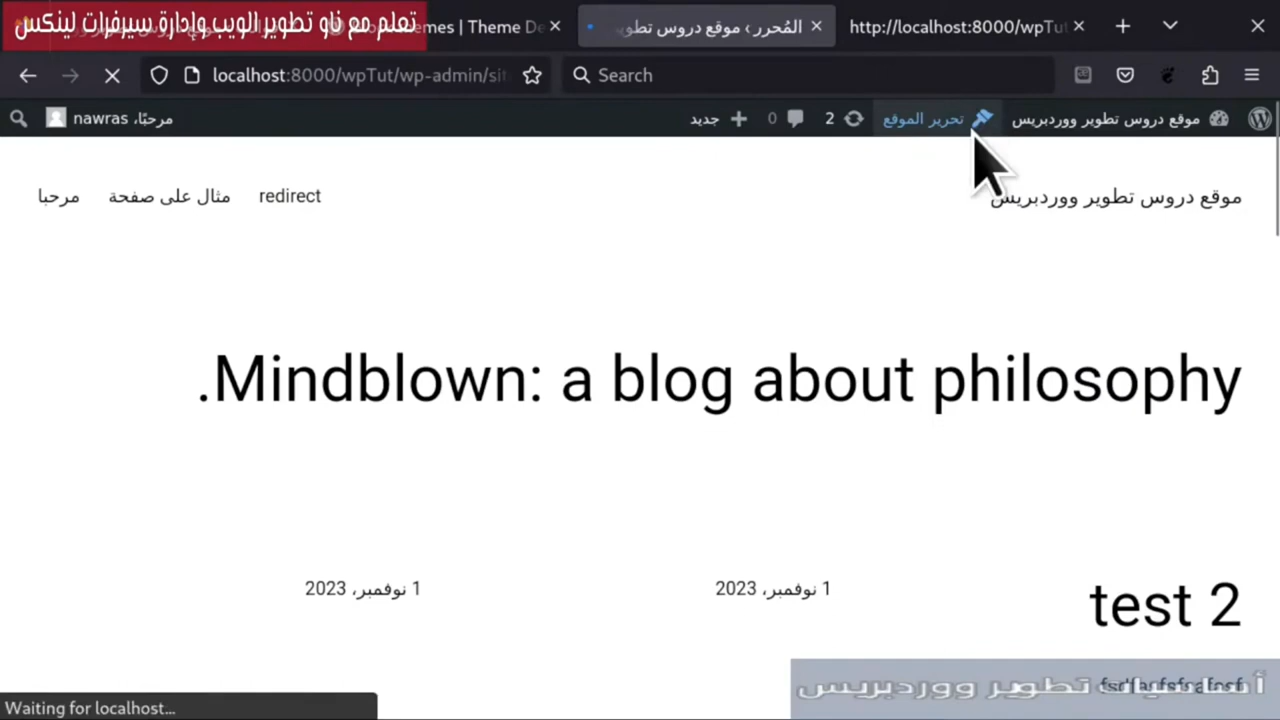 تعلم مع ناو تطوير الويب وإدارة سيرفرات لينكس
emes | Theme De
المُحرر ‹ موقع دروس تطوير
http://localhost:8000/wpTut
localhost:8000/wpTut/wp-admin/sit
Search
موقع دروس تطوير ووردبريس
2
تحرير الموقع
0
جديد
مرحبًا، nawras
موقع دروس تطوير ووردبريس
redirect
مثال على صفحة
مرحبا
Mindblown: a blog about philosophy.
test 2
1 نوفمبر، 2023
1 نوفمبر، 2023
أساسيات تطوير ووردبريس
Waiting for localhost...